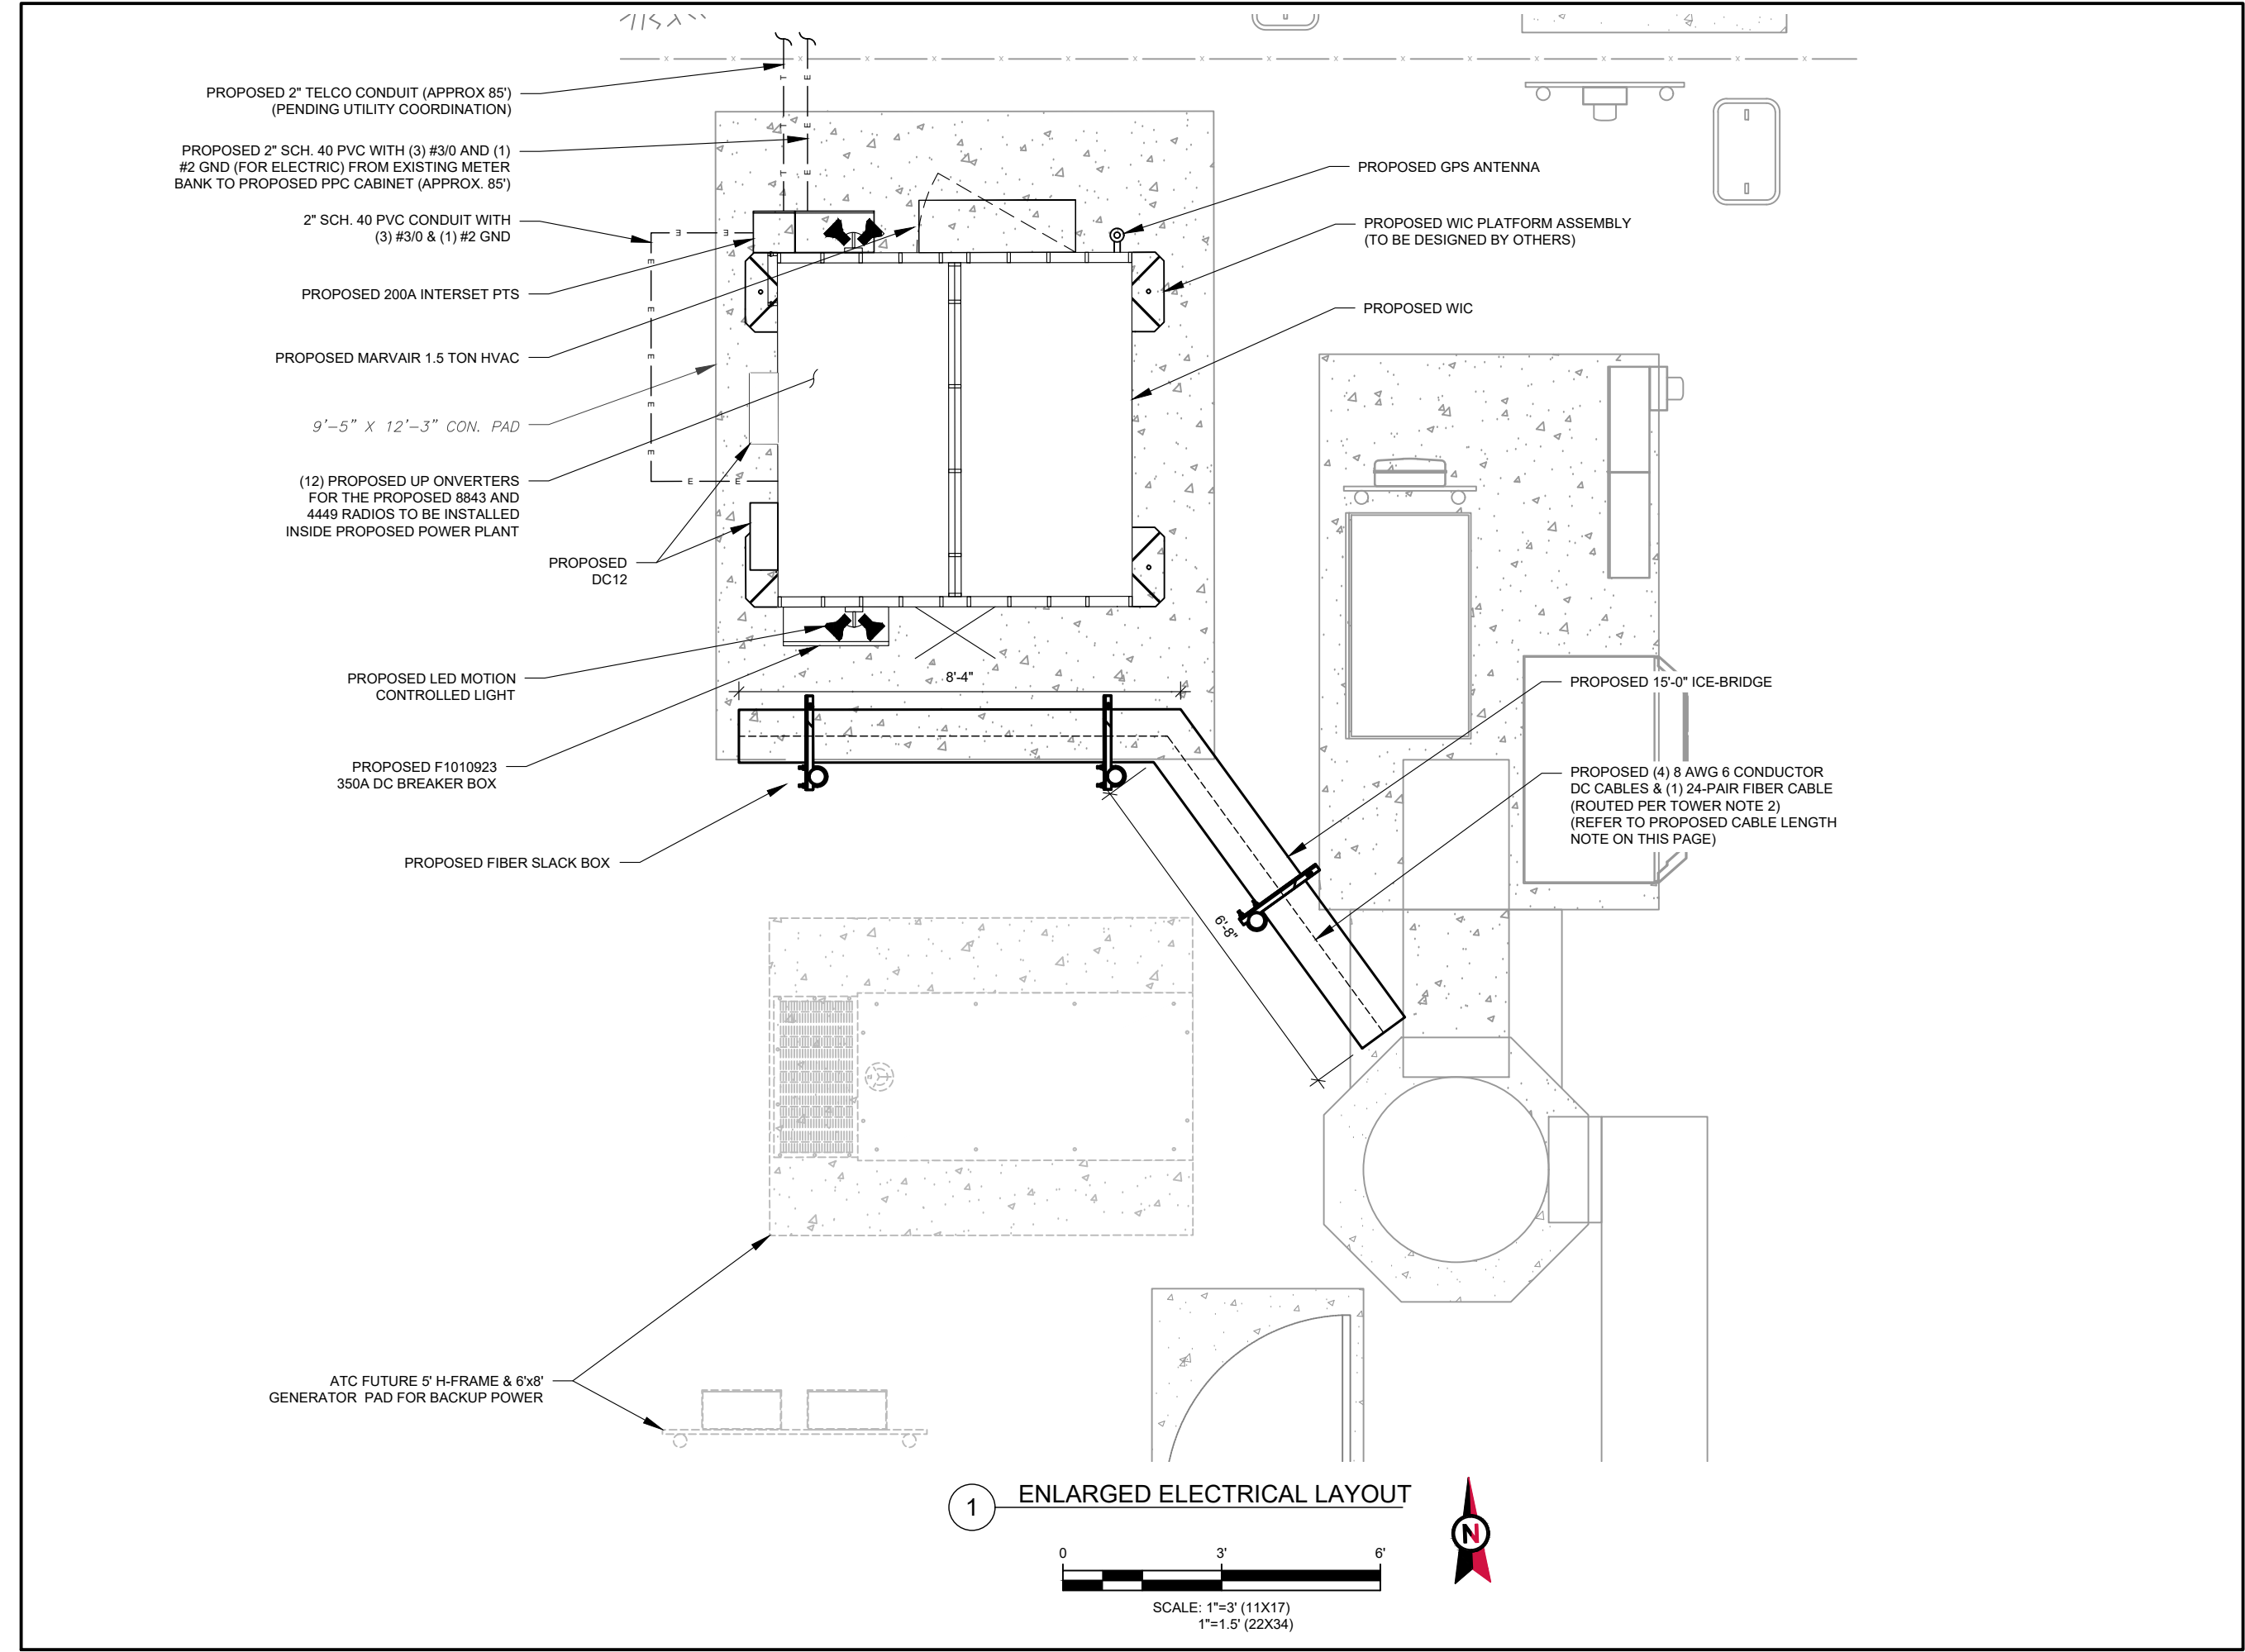 PROPOSED 2" TELCO CONDUIT (APPROX 85')
(PENDING UTILITY COORDINATION)
PROPOSED 2" SCH. 40 PVC WITH (3) #3/0 AND (1)
#2 GND (FOR ELECTRIC) FROM EXISTING METER
BANK TO PROPOSED PPC CABINET (APPROX. 85')
2" SCH. 40 PVC CONDUIT WITH
(3) #3/0 & (1) #2 GND
PROPOSED 200A INTERSET PTS
PROPOSED MARVAIR 1.5 TON HVAC
9'-5" X 12'-3" CON. PAD
(12) PROPOSED UP ONVERTERS
FOR THE PROPOSED 8843 AND
4449 RADIOS TO BE INSTALLED
INSIDE PROPOSED POWER PLANT
PROPOSED
DC12
PROPOSED LED MOTION
CONTROLLED LIGHT
PROPOSED F1010923
350A DC BREAKER BOX
PROPOSED FIBER SLACK BOX
ATC FUTURE 5' H-FRAME & 6'x8'
GENERATOR PAD FOR BACKUP POWER
PROPOSED GPS ANTENNA
PROPOSED WIC PLATFORM ASSEMBLY
(TO BE DESIGNED BY OTHERS)
PROPOSED WIC
PROPOSED 15'-0" ICE-BRIDGE
PROPOSED (4) 8 AWG 6 CONDUCTOR
DC CABLES & (1) 24-PAIR FIBER CABLE
(ROUTED PER TOWER NOTE 2)
(REFER TO PROPOSED CABLE LENGTH
NOTE ON THIS PAGE)
8'-4"
6'-8"
T
E
T
E
T
E
T
E
E
E
E
E
E
E
E
E
E
E
1
ENLARGED ELECTRICAL LAYOUT
N
0
3'
6'
SCALE: 1"=3' (11X17)
1"=1.5' (22X34)